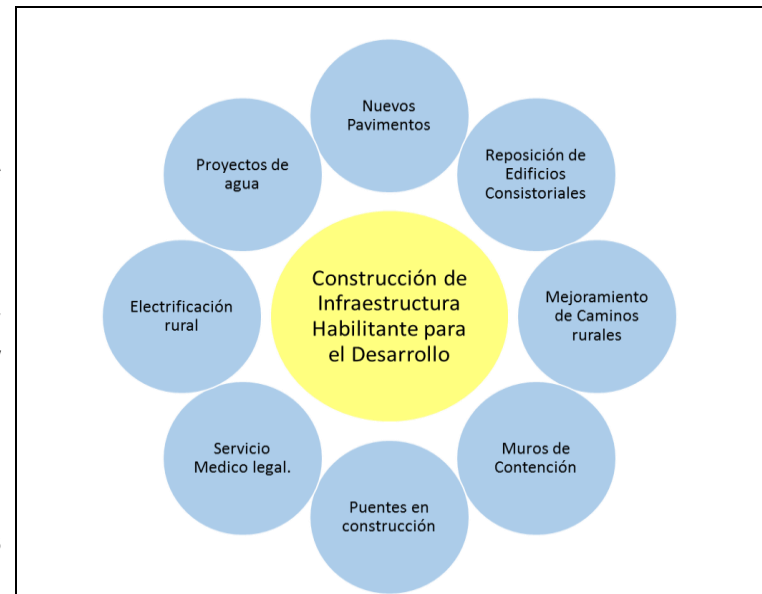 Nuevos
Pavimentos
Reposición de
Edificios
Consistoriales
Mejoramiento
de Caminos
rurales
Muros de
Contención
Puentes en
construcción
Servicio
Medico legal.
Electrificación
rural
Proyectos de
agua
Construcción de
Infraestructura
Habilitante para
el Desarrollo